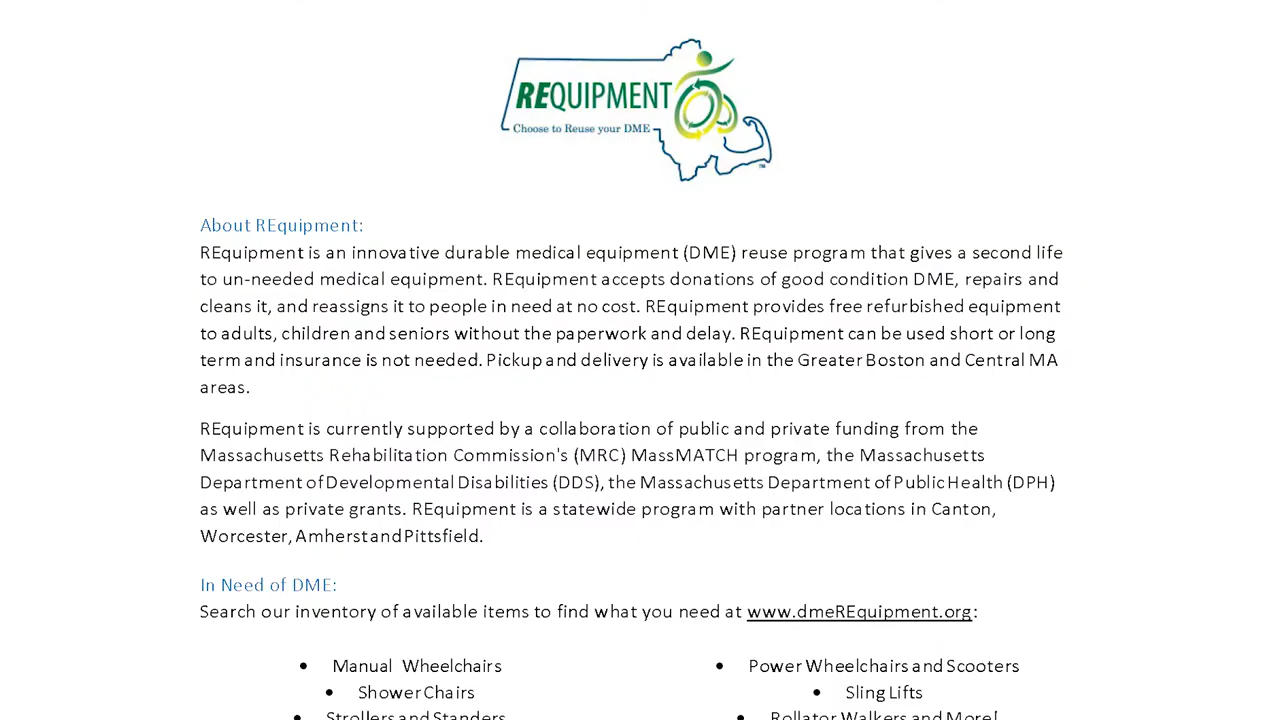 REQUIPMENT
Choose to Reuse your DME
™
About REquipment:
REquipment is an innovative durable medical equipment (DME) reuse program that gives a second life
to un-needed medical equipment. REquipment accepts donations of good condition DME, repairs and
cleans it, and reassigns it to people in need at no cost. REquipment provides free refurbished equipment
to adults, children and seniors without the paperwork and delay. REquipment can be used short or long
term and insurance is not needed. Pickup and delivery is available in the Greater Boston and Central MA
areas.
REquipment is currently supported by a collaboration of public and private funding from the
Massachusetts Rehabilitation Commission's (MRC) MassMATCH program, the Massachusetts
Department of Developmental Disabilities (DDS), the Massachusetts Department of Public Health (DPH)
as well as private grants. REquipment is a statewide program with partner locations in Canton,
Worcester, Amherst and Pittsfield.
In Need of DME:
Search our inventory of available items to find what you need at www.dmeREquipment.org:
• Manual Wheelchairs
• Shower Chairs
• Strollers and Standers
• Power Wheelchairs and Scooters
• Sling Lifts
• Rollator Walkers and More!